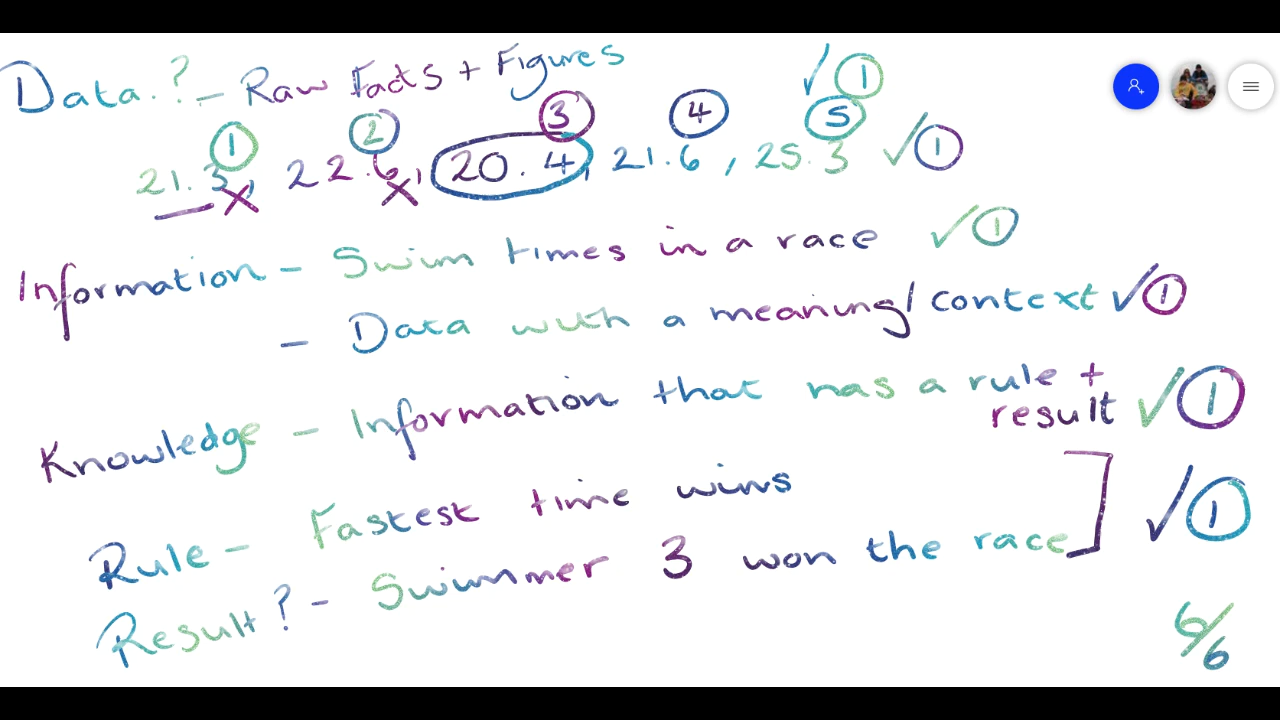 Data? - Raw Facts + Figures ✓ 1
1 2 3 4 5
21.3, 22.6, 20.4, 21.6, 25.3 ✓ 1
Information - Swim times in a race ✓ 1
- Data with a meaning/context ✓ 1
Knowledge - Information that has a rule +
result ✓ 1
Rule - Fastest time wins
✓ 1
Result? - Swimmer 3 won the race
6/6